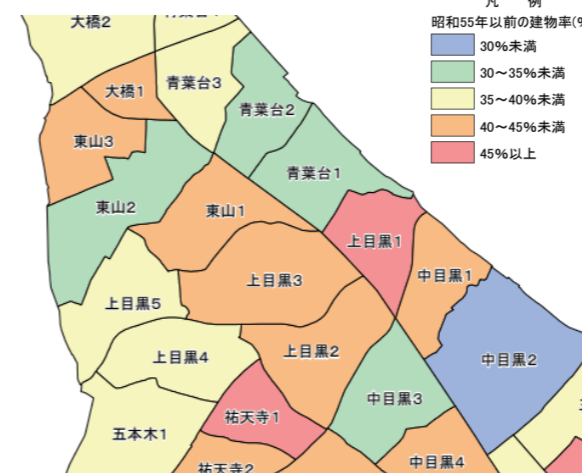 凡 例
昭和55年以前の建物率(%
30%未満
30～35%未満
35～40%未満
40～45%未満
45%以上
大橋2
大橋1
青葉台3
青葉台2
東山3
青葉台1
東山2
東山1
上目黒1
中目黒1
上目黒3
上目黒5
上目黒2
上目黒4
中目黒2
中目黒3
祐天寺1
五本木1
中目黒4
祐天寺2